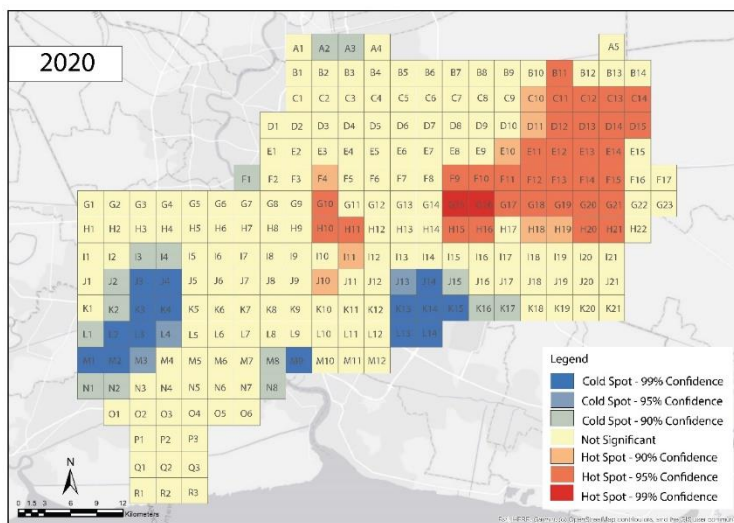 2020
A1 A2 A3 A4 A5
B1 B2 B3 B4 B5 B6 B7 B8 B9 B10 B11 B12 B13 B14
C1 C2 C3 C4 C5 C6 C7 C8 C9 C10 C11 C12 C13 C14
D1 D2 D3 D4 D5 D6 D7 D8 D9 D10 D11 D12 D13 D14 D15
E1 E2 E3 E4 E5 E6 E7 E8 E9 E10 E11 E12 E13 E14 E15
F1 F2 F3 F4 F5 F6 F7 F8 F9 F10 F11 F12 F13 F14 F15 F16 F17
G1 G2 G3 G4 G5 G6 G7 G8 G9 G10 G11 G12 G13 G14 G17 G18 G19 G20 G21 G22 G23
H1 H2 H3 H4 H5 H6 H7 H8 H9 H10 H11 H12 H13 H14 H15 H16 H17 H18 H19 H20 H21 H22
I1 I2 I3 I4 I5 I6 I7 I8 I9 I10 I11 I12 I13 I14 I15 I16 I17 I18 I19 I20 I21
J1 J2 J3 J4 J5 J6 J7 J8 J9 J10 J11 J12 J13 J14 J15 J16 J17 J18 J19 J20 J21
K1 K2 K3 K4 K5 K6 K7 K8 K9 K10 K11 K12 K13 K14 K15 K16 K17 K18 K19 K20 K21
L1 L2 L3 L4 L5 L6 L7 L8 L9 L10 L11 L12 L13 L14
M1 M2 M3 M4 M5 M6 M7 M8 M9 M10 M11 M12
N1 N2 N3 N4 N5 N6 N7 N8
O1 O2 O3 O4 O5 O6
P1 P2 P3
Q1 Q2 Q3
R1 R2 R3
Legend
Cold Spot - 99% Confidence
Cold Spot - 95% Confidence
Cold Spot - 90% Confidence
Not Significant
Hot Spot - 90% Confidence
Hot Spot - 95% Confidence
Hot Spot - 99% Confidence
N
0 1.5 3 6 9 12
Kilometers